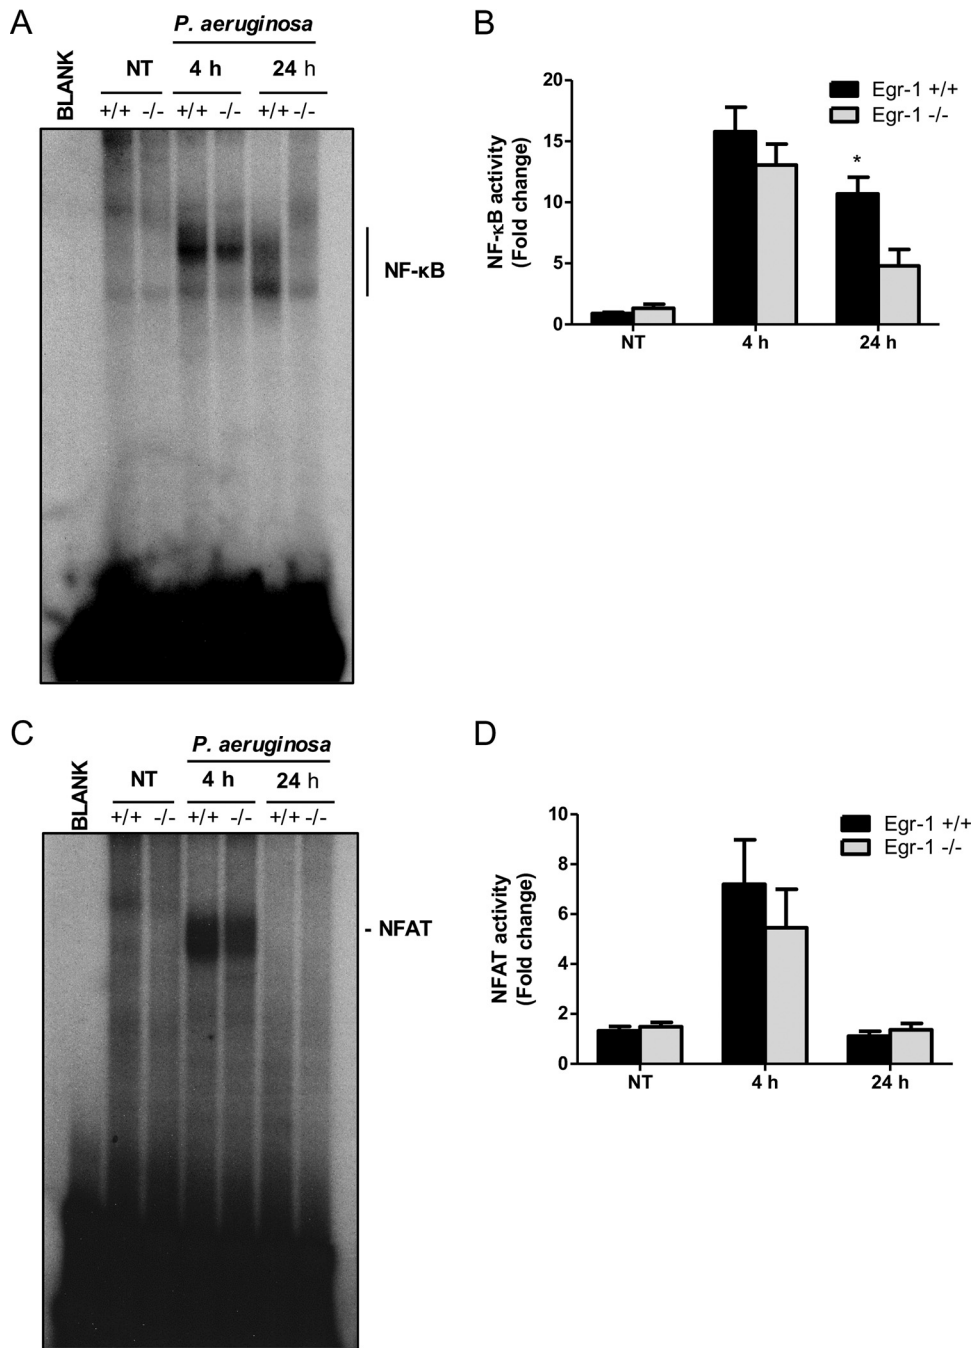 A
P. aeruginosa
BLANK
NT 4 h 24 h
+/+ -/- +/+ -/- +/+ -/-
NF-κB
B
NF-κB activity
(Fold change)
20
15
10
5
0
Egr-1 +/+
Egr-1 -/-
*
NT 4 h 24 h
C
P. aeruginosa
BLANK
NT 4 h 24 h
+/+ -/- +/+ -/- +/+ -/-
- NFAT
D
NFAT activity
(Fold change)
10
8
6
4
2
0
Egr-1 +/+
Egr-1 -/-
NT 4 h 24 h